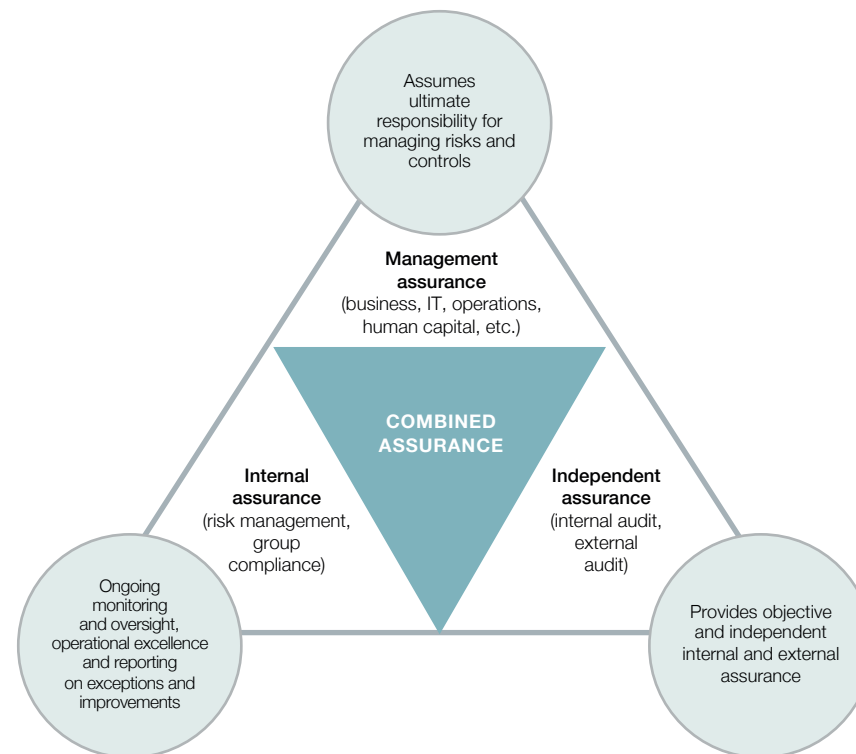 Assumes
ultimate
responsibility for
managing risks and
controls
Management
assurance
(business, IT, operations,
human capital, etc.)
COMBINED
ASSURANCE
Internal
assurance
(risk management,
group
compliance)
Independent
assurance
(internal audit,
external
audit)
Ongoing
monitoring
and oversight,
operational excellence
and reporting
on exceptions and
improvements
Provides objective
and independent
internal and external
assurance